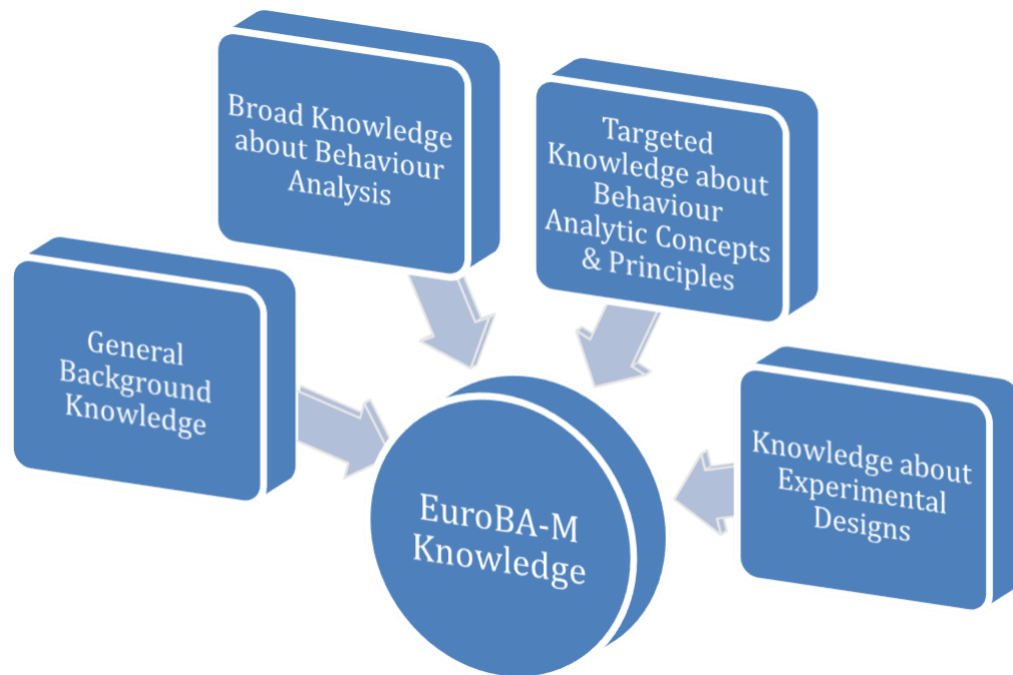 Broad Knowledge
about Behaviour
Analysis
Targeted
Knowledge about
Behaviour
Analytic Concepts
& Principles
General
Background
Knowledge
Knowledge about
Experimental
Designs
EuroBA-M
Knowledge